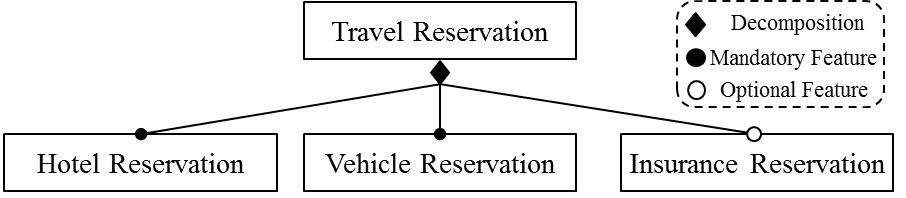 Travel Reservation
Decomposition
Mandatory Feature
Optional Feature
Hotel Reservation
Vehicle Reservation
Insurance Reservation